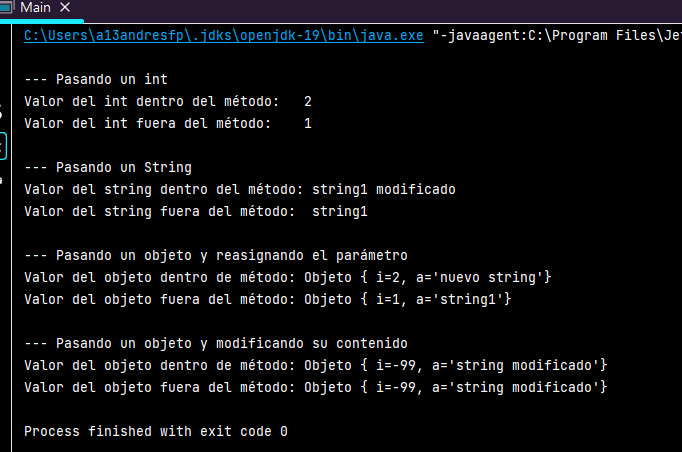 Main
C:\Users\a13andresfp\.jdks\openjdk-19\bin\java.exe "-javaagent:C:\Program Files\Je
--- Pasando un int
Valor del int dentro del método:   2
Valor del int fuera del método:    1
--- Pasando un String
Valor del string dentro del método: string1 modificado
Valor del string fuera del método:  string1
--- Pasando un objeto y reasignando el parámetro
Valor del objeto dentro de método: Objeto { i=2, a='nuevo string'}
Valor del objeto fuera del método: Objeto { i=1, a='string1'}
--- Pasando un objeto y modificando su contenido
Valor del objeto dentro de método: Objeto { i=-99, a='string modificado'}
Valor del objeto fuera del método: Objeto { i=-99, a='string modificado'}
Process finished with exit code 0